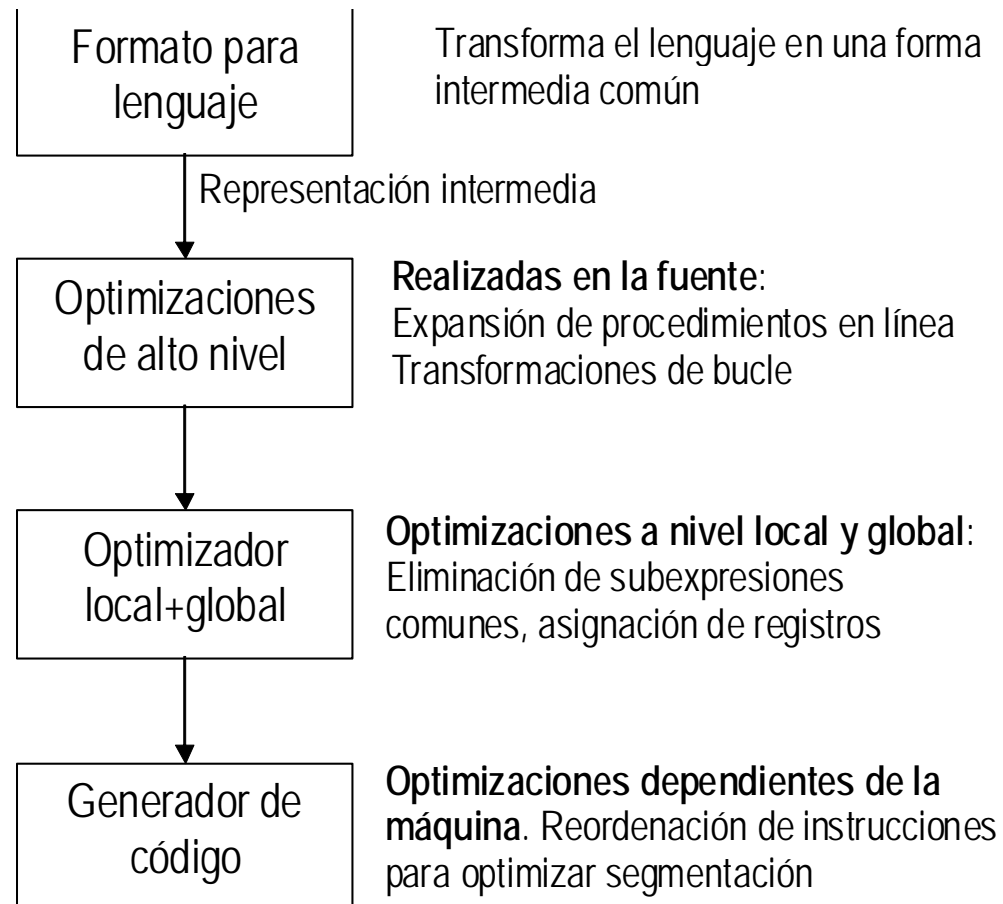 Formato para
lenguaje
Transforma el lenguaje en una forma
intermedia común
Representación intermedia
Optimizaciones
de alto nivel
Realizadas en la fuente:
Expansión de procedimientos en línea
Transformaciones de bucle
Optimizador
local+global
Optimizaciones a nivel local y global:
Eliminación de subexpresiones
comunes, asignación de registros
Generador de
código
Optimizaciones dependientes de la
máquina. Reordenación de instrucciones
para optimizar segmentación